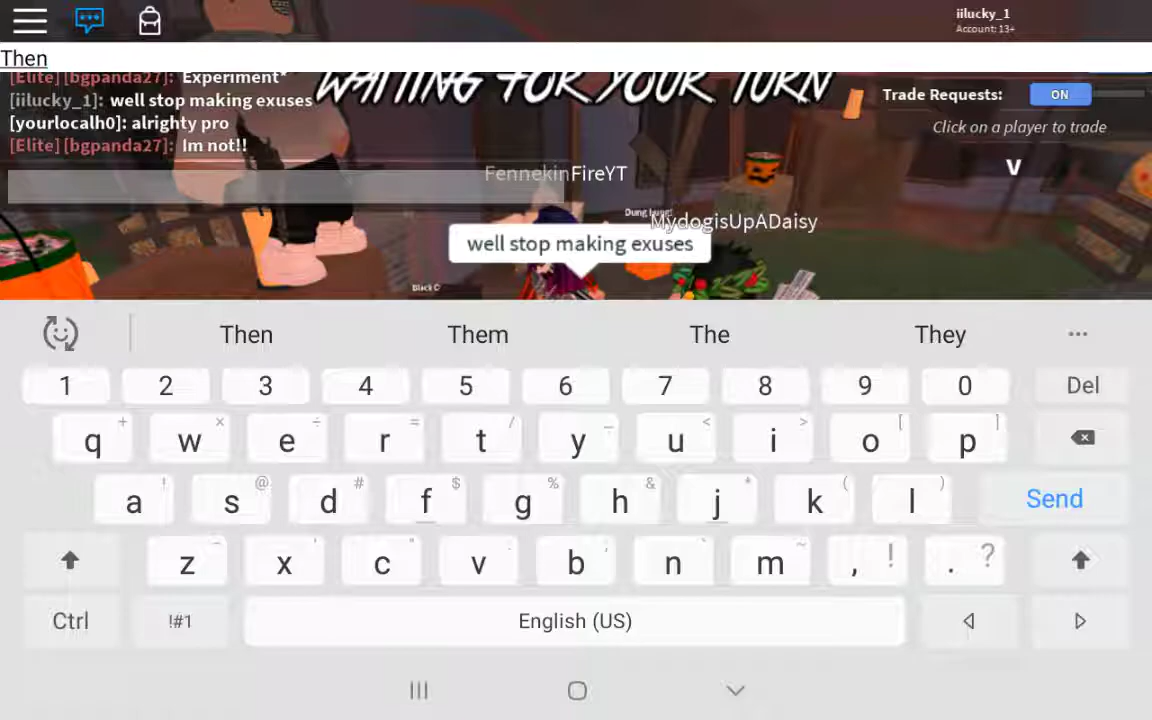 iilucky_1
Account: 13+
Then
[Elite] [bgpanda27]: Experiment*
[iilucky_1]: well stop making exuses
[yourlocalh0]: alrighty pro
[Elite] [bgpanda27]: Im not!!
WAITING FOR YOUR TURN
Trade Requests: ON
Click on a player to trade
V
FennekinFireYT
MydogisUpADaisy
well stop making exuses
Then Them The They ...
1 2 3 4 5 6 7 8 9 0 Del
q w e r t y u i o p
a s d f g h j k l Send
z x c v b n m , ! . ?
Ctrl !#1 English (US)